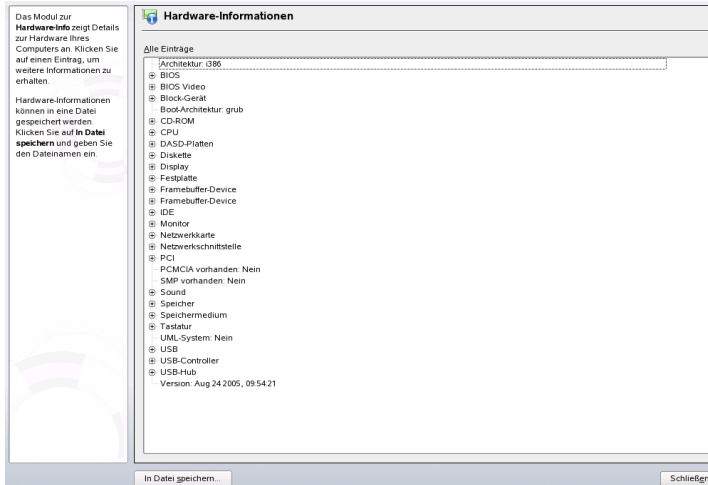 Das Modul zur
Hardware-Info zeigt Details
zur Hardware Ihres
Computers an. Klicken Sie
auf einen Eintrag, um
weitere Informationen zu
erhalten.
Hardware-Informationen
können in eine Datei
gespeichert werden.
Klicken Sie auf In Datei
speichern und geben Sie
den Dateinamen ein.
Hardware-Informationen
Alle Einträge
Architektur: i386
BIOS
BIOS Video
Block-Gerät
Boot-Architektur: grub
CD-ROM
CPU
DASD-Platten
Diskette
Display
Festplatte
Framebuffer-Device
Framebuffer-Device
IDE
Monitor
Netzwerkkarte
Netzwerkschnittstelle
PCI
PCMCIA vorhanden: Nein
SMP vorhanden: Nein
Sound
Speicher
Speichermedium
Tastatur
UML-System: Nein
USB
USB-Controller
USB-Hub
Version: Aug 24 2005, 09:54:21
In Datei speichern...
Schließen